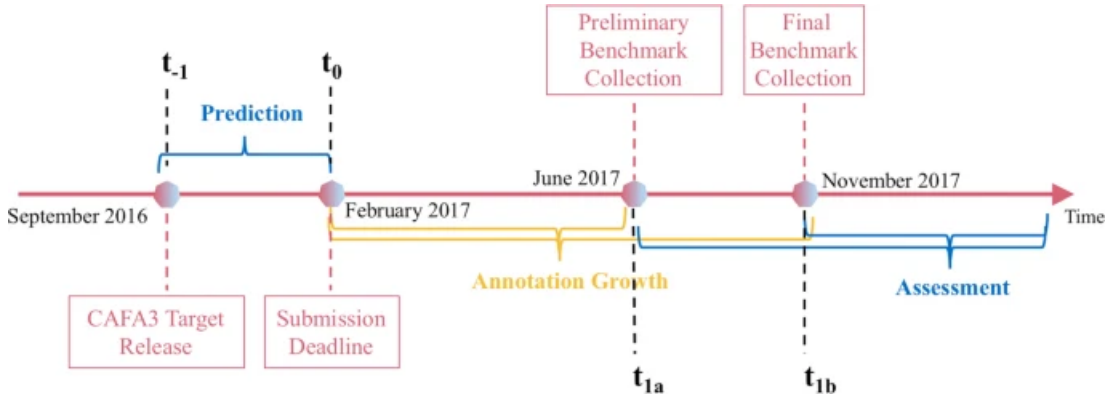 Preliminary
Benchmark
Collection
Final
Benchmark
Collection
t-1
t0
Prediction
June 2017
November 2017
September 2016
February 2017
Time
Annotation Growth
Assessment
CAFA3 Target
Release
Submission
Deadline
t1a
t1b